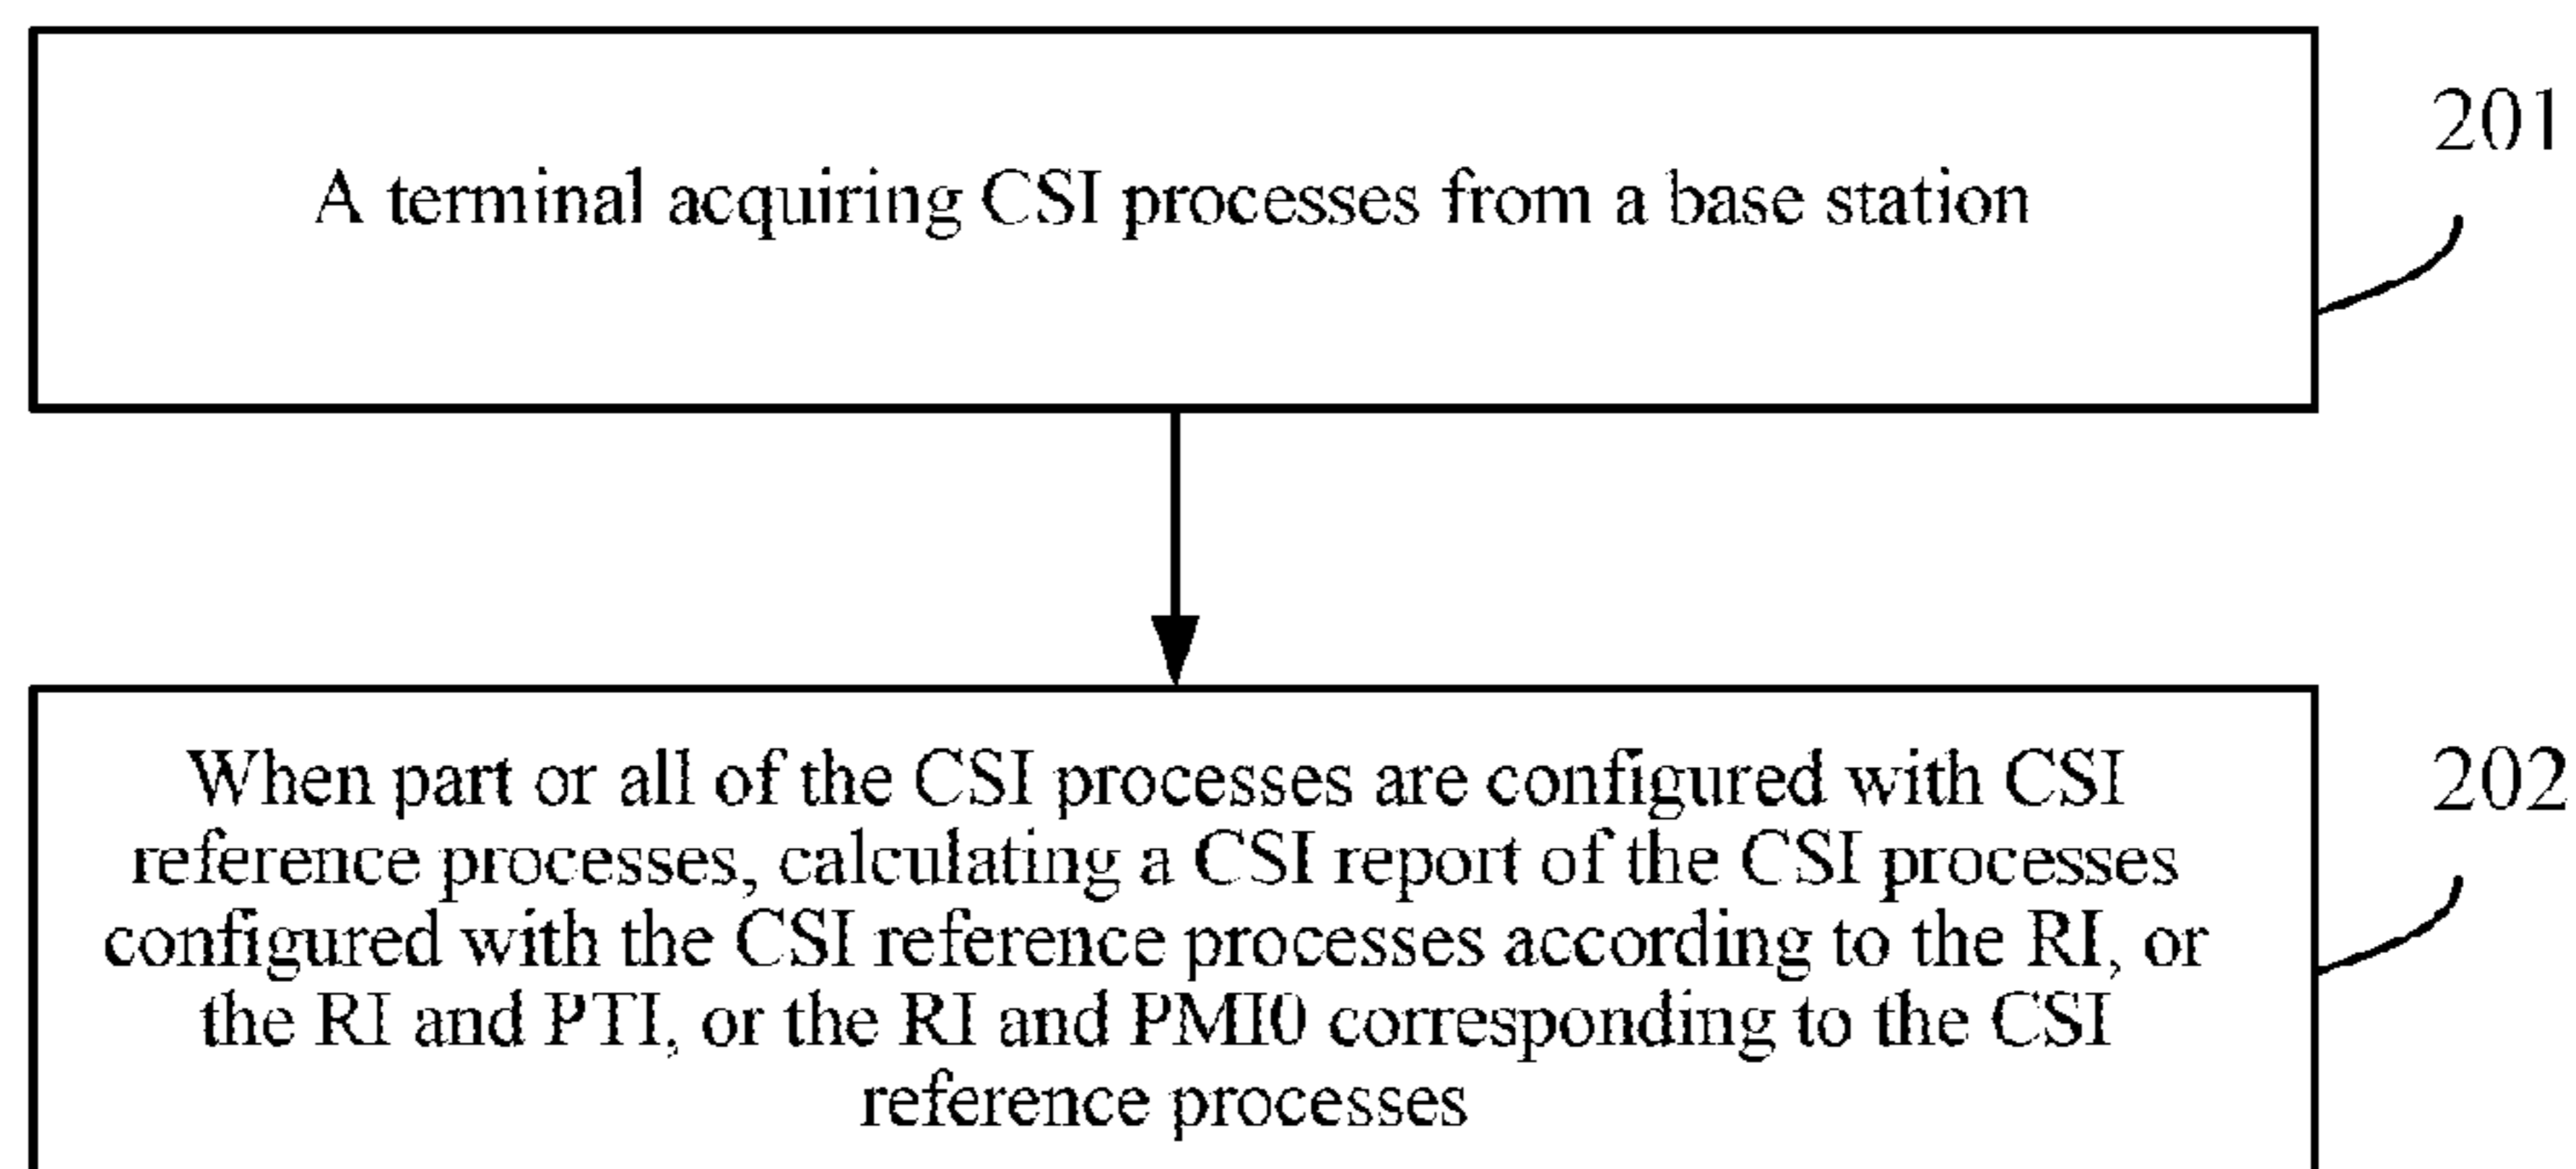 A terminal acquiring CSI processes from a base station
201
When part or all of the CSI processes are configured with CSI
reference processes, calculating a CSI report of the CSI processes
configured with the CSI reference processes according to the RI, or
the RI and PTI, or the RI and PMI0 corresponding to the CSI
reference processes
202